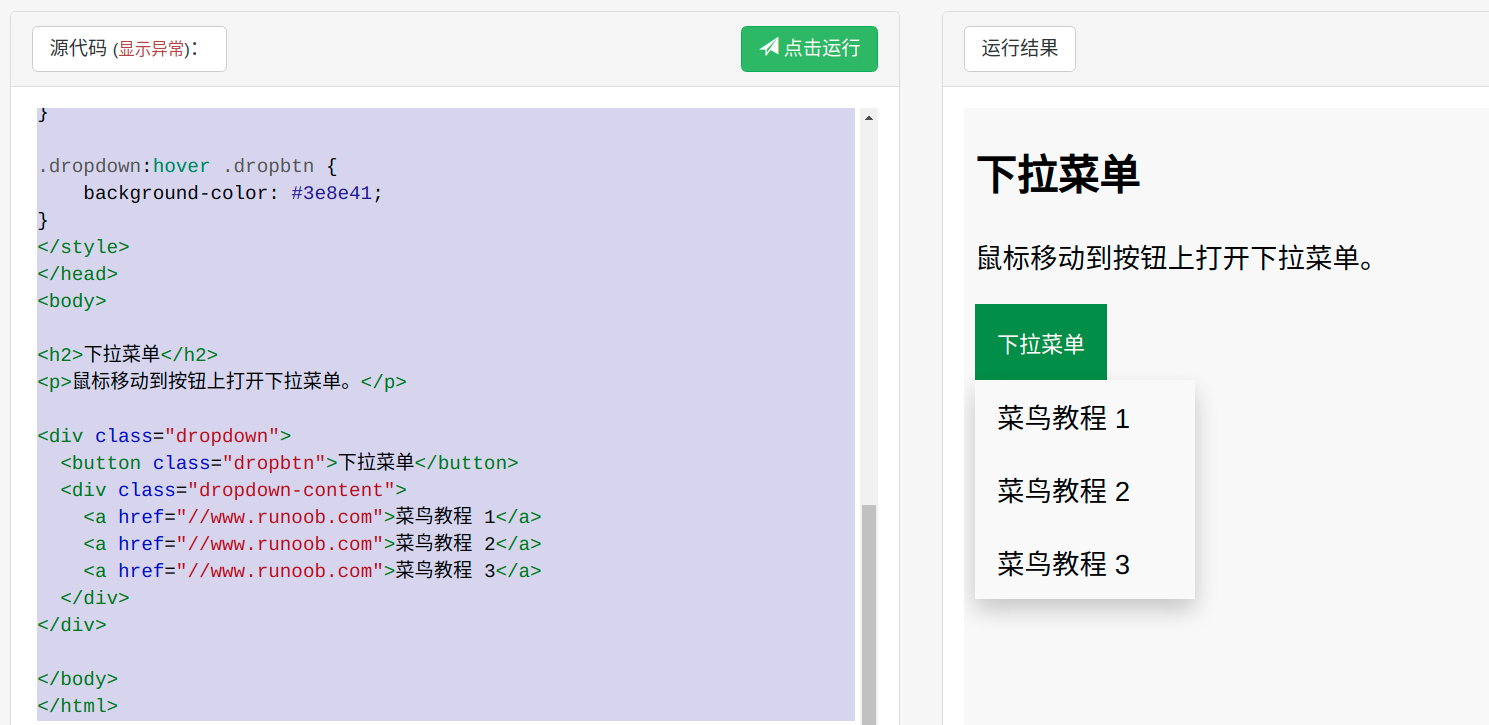 源代码 (显示异常)：
点击运行
}
.dropdown:hover .dropbtn {
    background-color: #3e8e41;
}
</style>
</head>
<body>
<h2>下拉菜单</h2>
<p>鼠标移动到按钮上打开下拉菜单。</p>
<div class="dropdown">
  <button class="dropbtn">下拉菜单</button>
  <div class="dropdown-content">
    <a href="//www.runoob.com">菜鸟教程 1</a>
    <a href="//www.runoob.com">菜鸟教程 2</a>
    <a href="//www.runoob.com">菜鸟教程 3</a>
  </div>
</div>
</body>
</html>
运行结果
下拉菜单
鼠标移动到按钮上打开下拉菜单。
下拉菜单
菜鸟教程 1
菜鸟教程 2
菜鸟教程 3